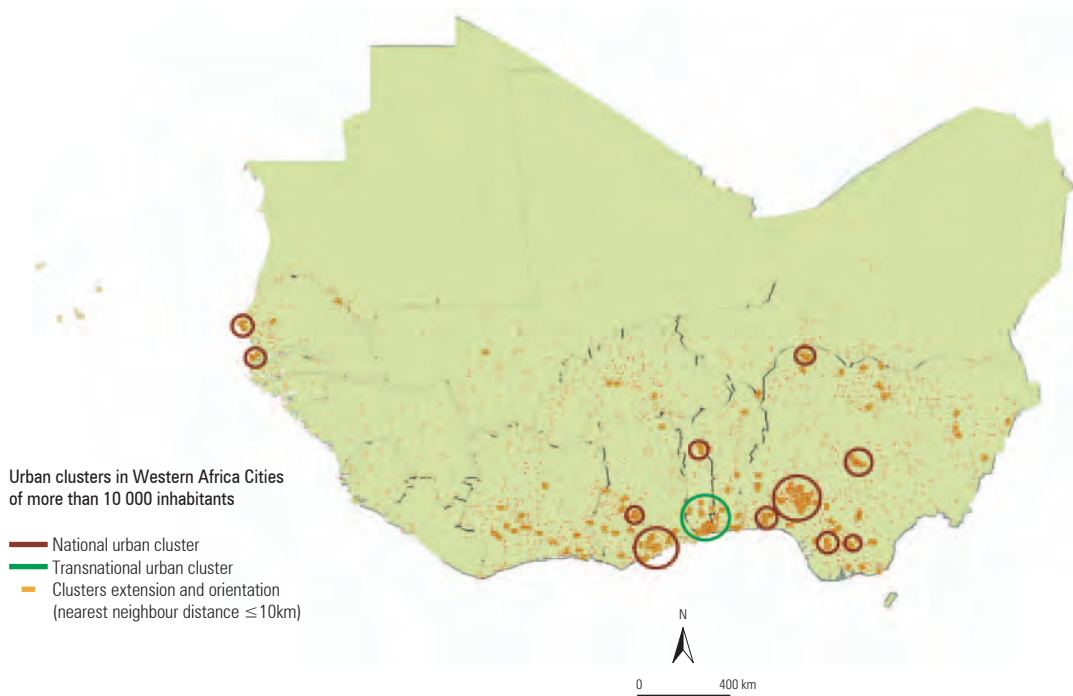 Urban clusters in Western Africa Cities
of more than 10 000 inhabitants
National urban cluster
Transnational urban cluster
Clusters extension and orientation
(nearest neighbour distance ≤10km)
N
0 400 km